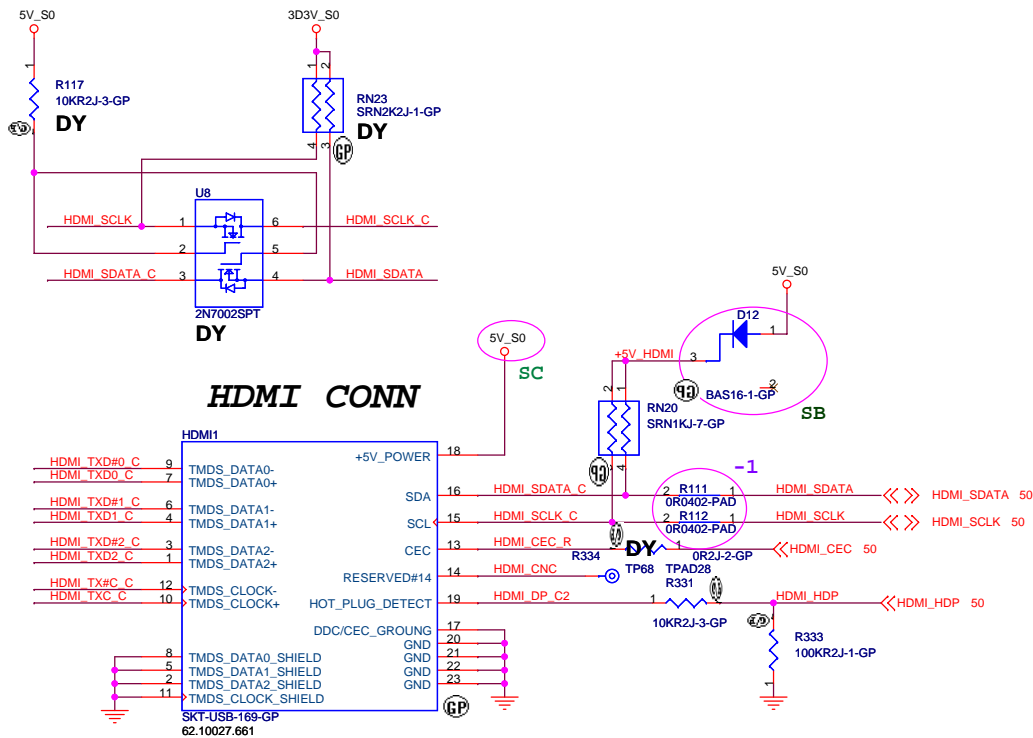 5V_S0
3D3V_S0
1
R117
10KR2J-3-GP
DY
1 2
RN23
SRN2K2J-1-GP
DY
4 3
GP
U8
HDMI_SCLK 1 6 HDMI_SCLK_C
2 5
HDMI_SDATA_C 3 4 HDMI_SDATA
2N7002SPT
DY
5V_S0
D12
1
3
+5V_HDMI
2
BAS16-1-GP
SB
5V_S0
SC
HDMI CONN
2 1
RN20
SRN1KJ-7-GP
GP
3 4
-1
HDMI1
+5V_POWER 18
HDMI_TXD#0_C 9 TMDS_DATA0-
HDMI_TXD0_C 7 TMDS_DATA0+
HDMI_TXD#1_C 6 TMDS_DATA1-
HDMI_TXD1_C 4 TMDS_DATA1+
HDMI_TXD#2_C 3 TMDS_DATA2-
HDMI_TXD2_C 1 TMDS_DATA2+
HDMI_TX#C_C 12 TMDS_CLOCK-
HDMI_TXC_C 10 TMDS_CLOCK+
8 TMDS_DATA0_SHIELD
5 TMDS_DATA1_SHIELD
2 TMDS_DATA2_SHIELD
11 TMDS_CLOCK_SHIELD
SDA 16 HDMI_SDATA_C 2 R111 1 HDMI_SDATA HDMI_SDATA 50
0R0402-PAD
SCL 15 HDMI_SCLK_C 2 R112 1 HDMI_SCLK HDMI_SCLK 50
0R0402-PAD
CEC 13 HDMI_CEC_R DY 1 HDMI_CEC 50
R334 0R2J-2-GP
RESERVED#14 14 HDMI_CNC TP68 TPAD28
HOT_PLUG_DETECT 19 HDMI_DP_C2 1 R331 HDMI_HDP HDMI_HDP 50
10KR2J-3-GP
DDC/CEC_GROUNG 17
GND 20
GND 21
GND 22
GND 23
R333
100KR2J-1-GP
1
GP
SKT-USB-169-GP
62.10027.661